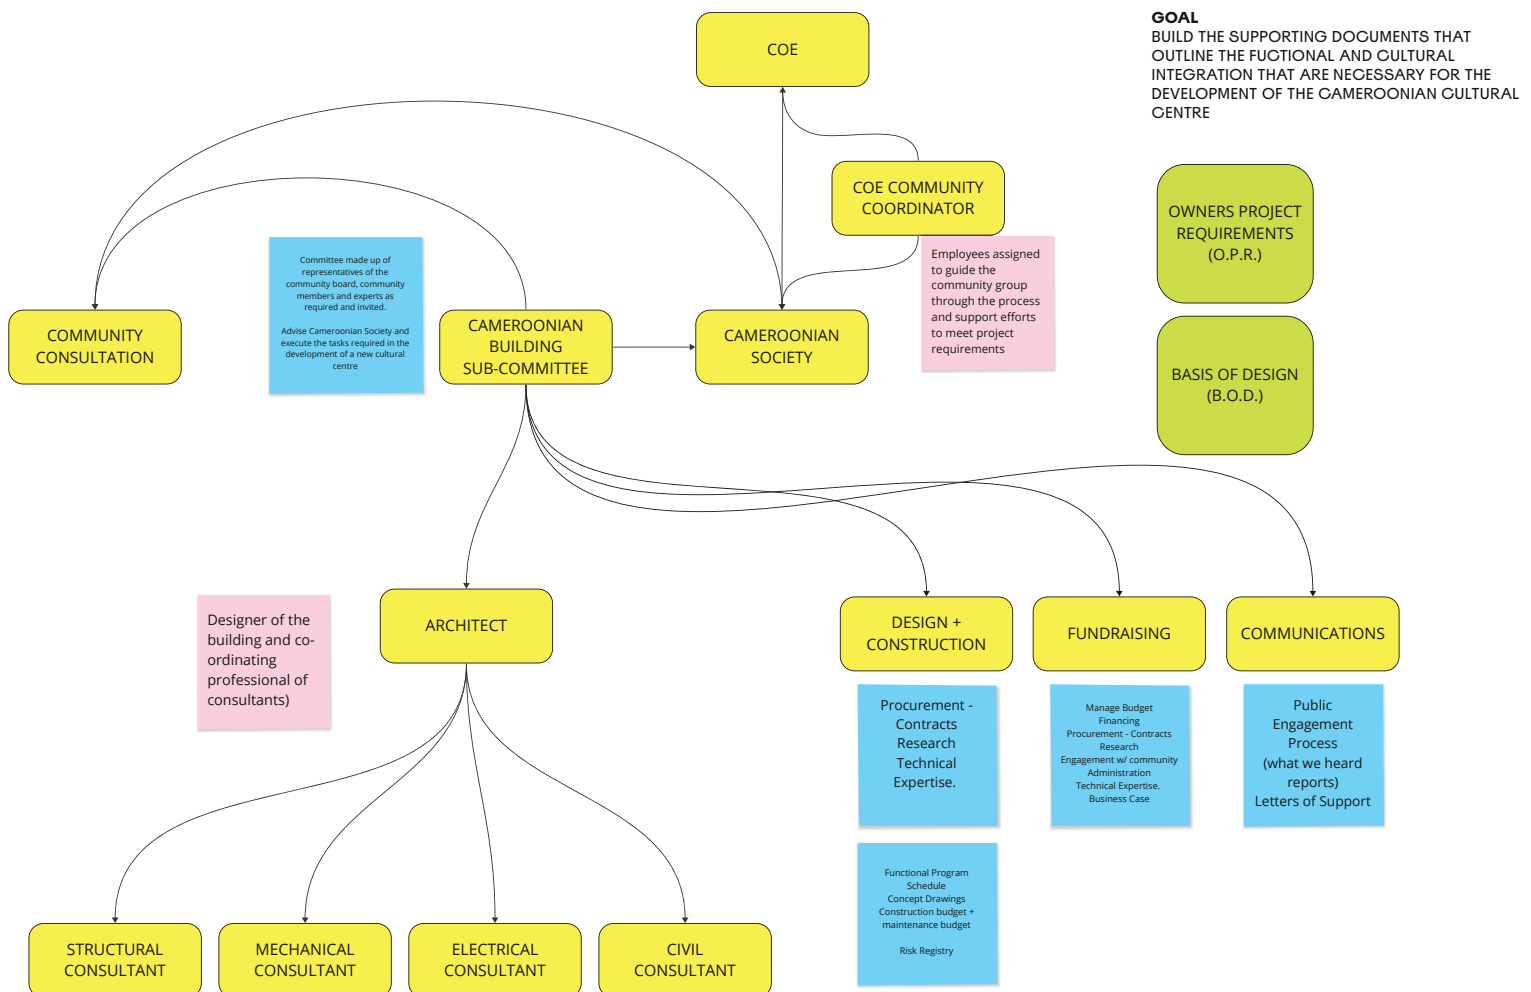 GOAL
BUILD THE SUPPORTING DOCUMENTS THAT
OUTLINE THE FUCTIONAL AND CULTURAL
INTEGRATION THAT ARE NECESSARY FOR THE
DEVELOPMENT OF THE CAMEROONIAN CULTURAL
CENTRE
COE
COE COMMUNITY
COORDINATOR
OWNERS PROJECT
REQUIREMENTS
(O.P.R.)
Employees assigned
to guide the
community group
through the process
and support efforts
to meet project
requirements
Committee made up of
representatives of the
community board, community
members and experts as
required and invited.
Advise Cameroonian Society and
execute the tasks required in the
development of a new cultural
centre
COMMUNITY
CONSULTATION
CAMEROONIAN
BUILDING
SUB-COMMITTEE
CAMEROONIAN
SOCIETY
BASIS OF DESIGN
(B.O.D.)
Designer of the
building and co-
ordinating
professional of
consultants)
ARCHITECT
DESIGN +
CONSTRUCTION
FUNDRAISING
COMMUNICATIONS
Procurement -
Contracts
Research
Technical
Expertise.
Manage Budget
Financing
Procurement - Contracts
Research
Engagement w/ community
Administration
Technical Expertise.
Business Case
Public
Engagement
Process
(what we heard
reports)
Letters of Support
Functional Program
Schedule
Concept Drawings
Construction budget +
maintenance budget
Risk Registry
STRUCTURAL
CONSULTANT
MECHANICAL
CONSULTANT
ELECTRICAL
CONSULTANT
CIVIL
CONSULTANT